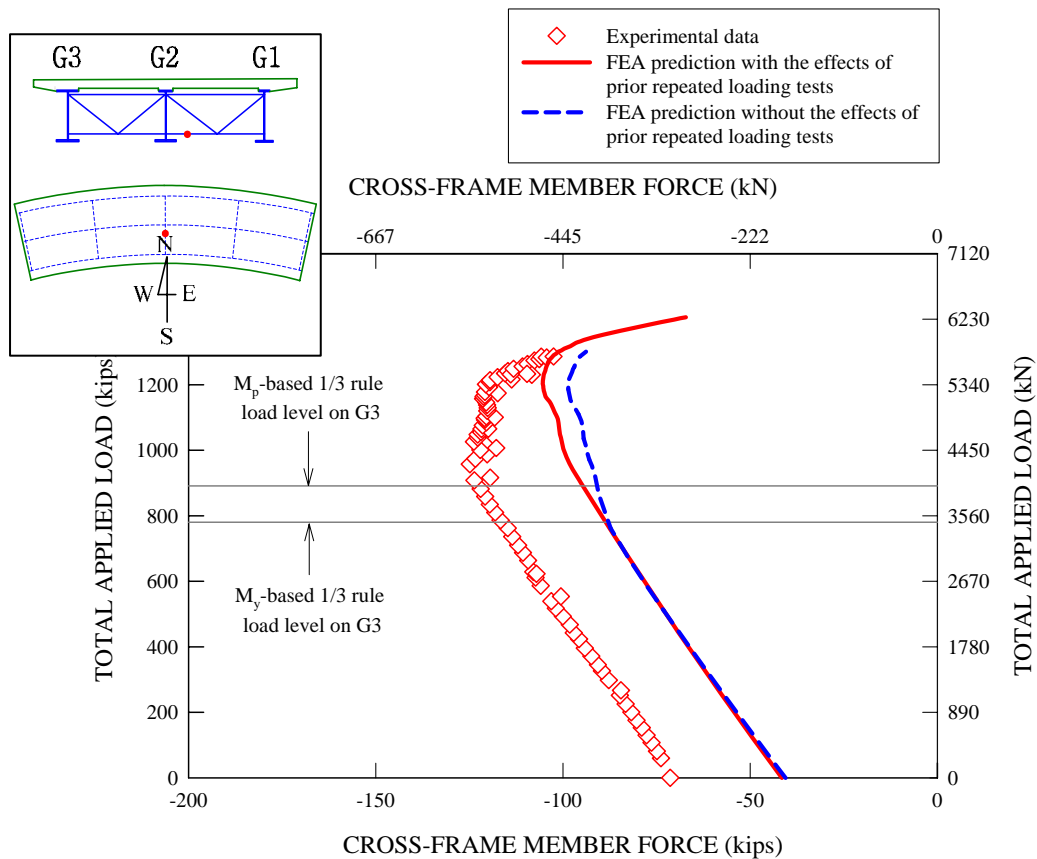 G3 G2 G1
N
W E
S
Experimental data
FEA prediction with the effects of
prior repeated loading tests
FEA prediction without the effects of
prior repeated loading tests
CROSS-FRAME MEMBER FORCE (kN)
-667 -445 -222 0
TOTAL APPLIED LOAD (kips
1200
1000
800
600
400
200
0
Mp-based 1/3 rule
load level on G3
My-based 1/3 rule
load level on G3
7120
6230
5340
4450
3560
2670
1780
890
0
TOTAL APPLIED LOAD (kN)
-200 -150 -100 -50 0
CROSS-FRAME MEMBER FORCE (kips)